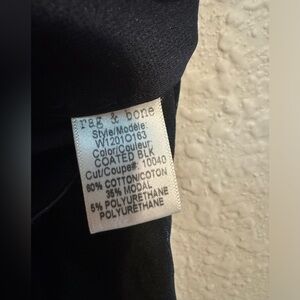 rag & bone
Style/Modèle:
W1201O163
Color/Couleur:
COATED BLK
Cut/Coupe#: 10040
60% COTTON/COTON
35% MODAL
5% POLYURETHANE
POLYURETHANE